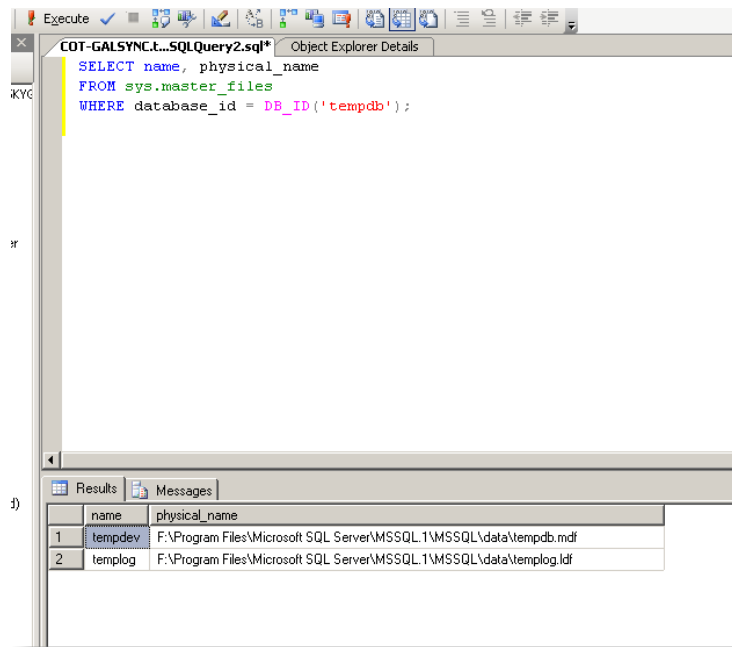 Execute
COT-GALSYNC.t...SQLQuery2.sql* Object Explorer Details
SELECT name, physical_name
FROM sys.master_files
WHERE database_id = DB_ID('tempdb');
Results Messages
name physical_name
1 tempdev F:\Program Files\Microsoft SQL Server\MSSQL.1\MSSQL\data\tempdb.mdf
2 templog F:\Program Files\Microsoft SQL Server\MSSQL.1\MSSQL\data\templog.ldf